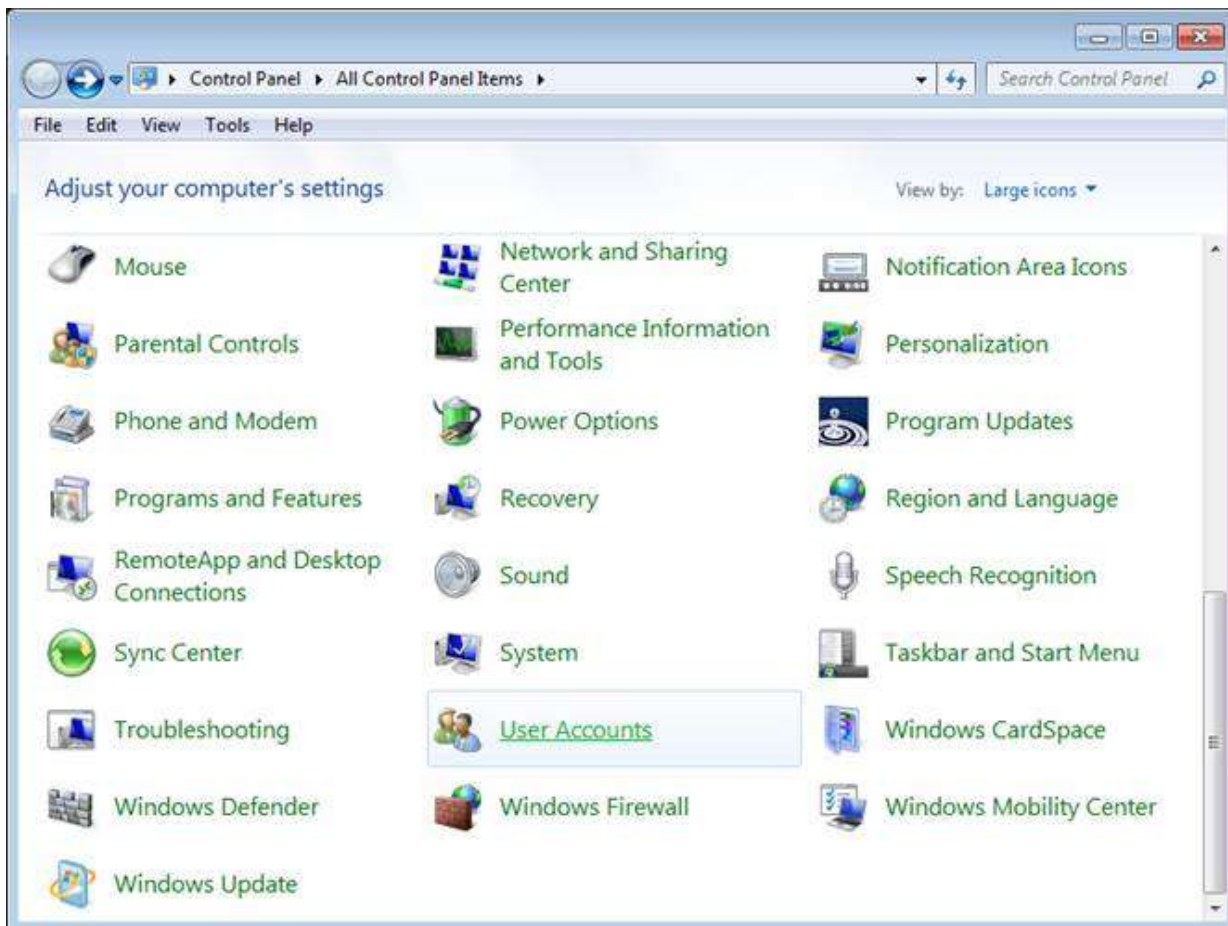 Control Panel All Control Panel Items
Search Control Panel
File Edit View Tools Help
Adjust your computer's settings
View by: Large icons
Mouse
Network and Sharing
Center
Notification Area Icons
Parental Controls
Performance Information
and Tools
Personalization
Phone and Modem
Power Options
Program Updates
Programs and Features
Recovery
Region and Language
RemoteApp and Desktop
Connections
Sound
Speech Recognition
Sync Center
System
Taskbar and Start Menu
Troubleshooting
User Accounts
Windows CardSpace
Windows Defender
Windows Firewall
Windows Mobility Center
Windows Update